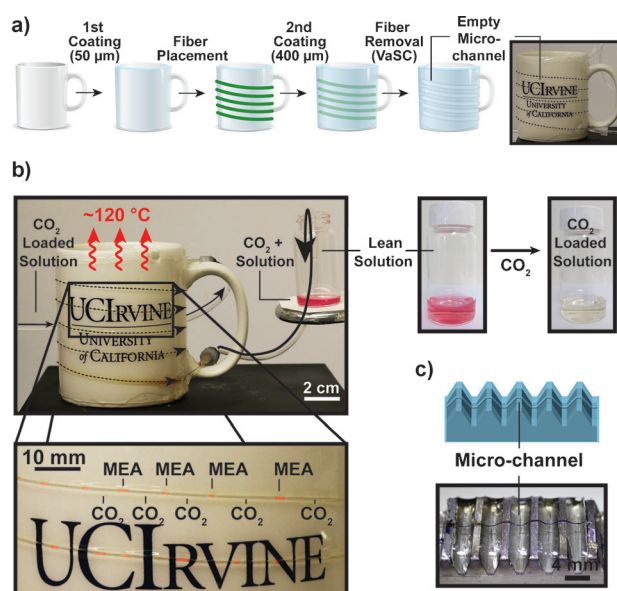 a)
1st
Coating
(50 µm)
Fiber
Placement
2nd
Coating
(400 µm)
Fiber
Removal
(VaSC)
Empty
Micro-
channel
UCIRVINE
UNIVERSITY
of CALIFORNIA
b)
CO2
Loaded
Solution
~120 °C
CO2 +
Solution
Lean
Solution
CO2
CO2
Loaded
Solution
UCIRVINE
UNIVERSITY
of CALIFORNIA
2 cm
10 mm
MEA MEA MEA MEA
CO2 CO2 CO2 CO2 CO2
UCIRVINE
c)
Micro-channel
4 mm